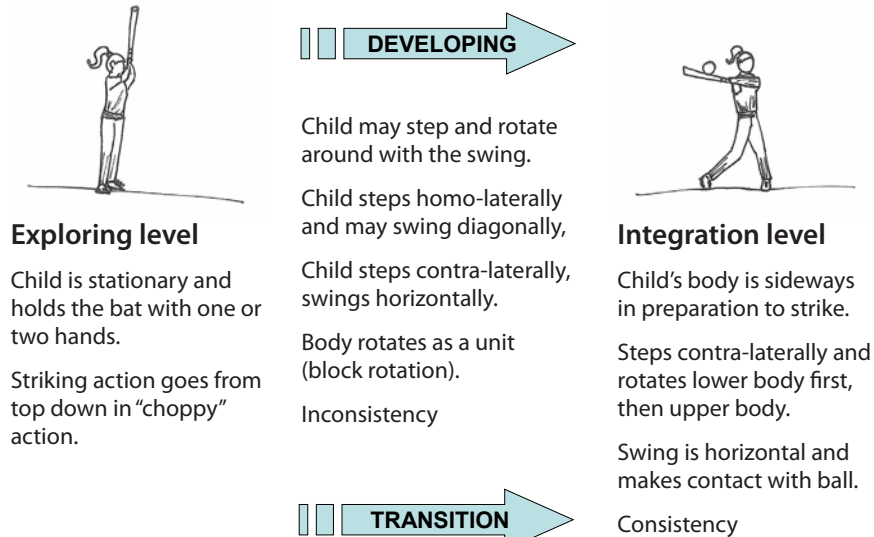 DEVELOPING
Child may step and rotate
around with the swing.
Child steps homo-laterally
and may swing diagonally,
Child steps contra-laterally,
swings horizontally.
Body rotates as a unit
(block rotation).
Inconsistency
TRANSITION
Exploring level
Child is stationary and
holds the bat with one or
two hands.
Striking action goes from
top down in “choppy”
action.
Integration level
Child’s body is sideways
in preparation to strike.
Steps contra-laterally and
rotates lower body first,
then upper body.
Swing is horizontal and
makes contact with ball.
Consistency